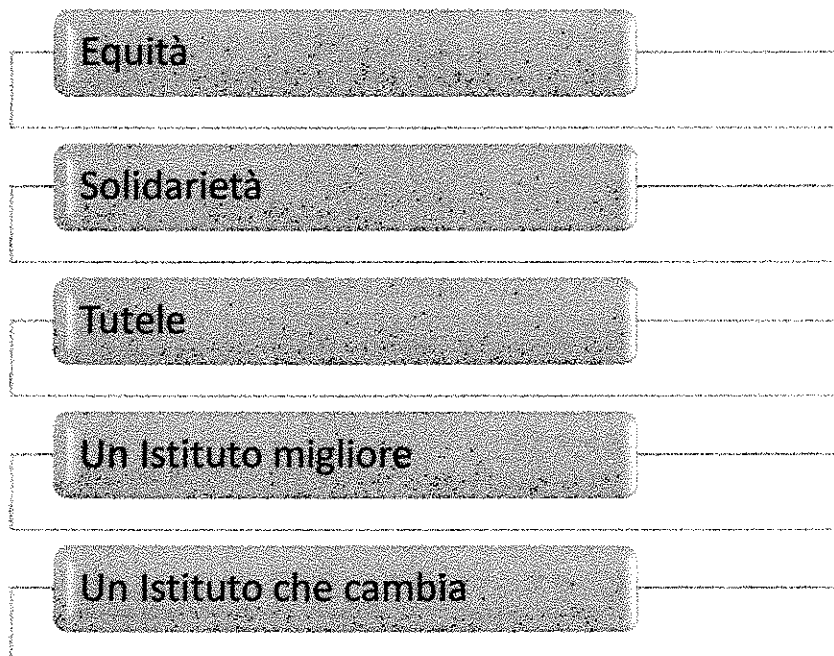 Equità
Solidarietà
Tutele
Un Istituto migliore
Un Istituto che cambia